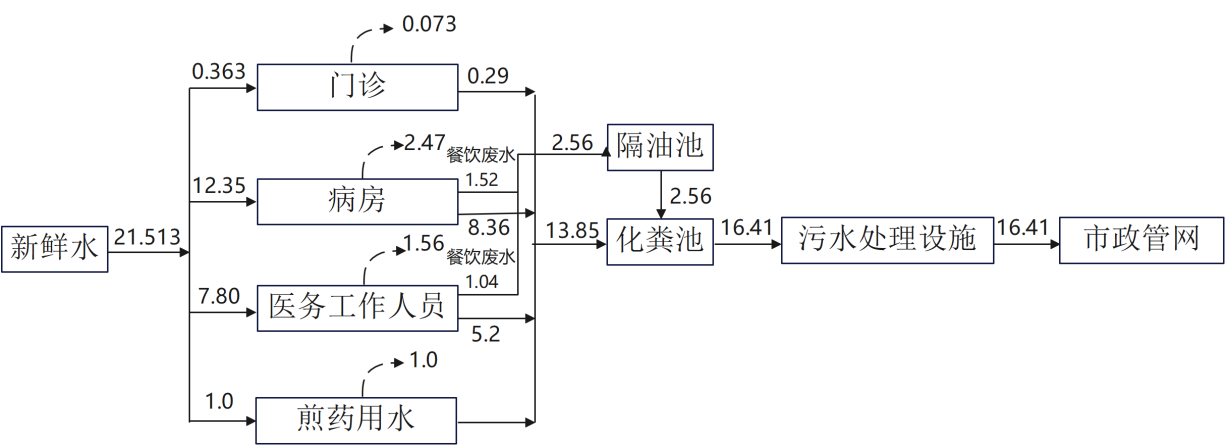 0.073
0.363
门诊
0.29
2.47
餐饮废水
2.56
隔油池
12.35
病房
1.52
2.56
8.36
新鲜水
21.513
1.56
餐饮废水
13.85
化粪池
16.41
污水处理设施
16.41
市政管网
7.80
医务工作人员
1.04
5.2
1.0
1.0
煎药用水